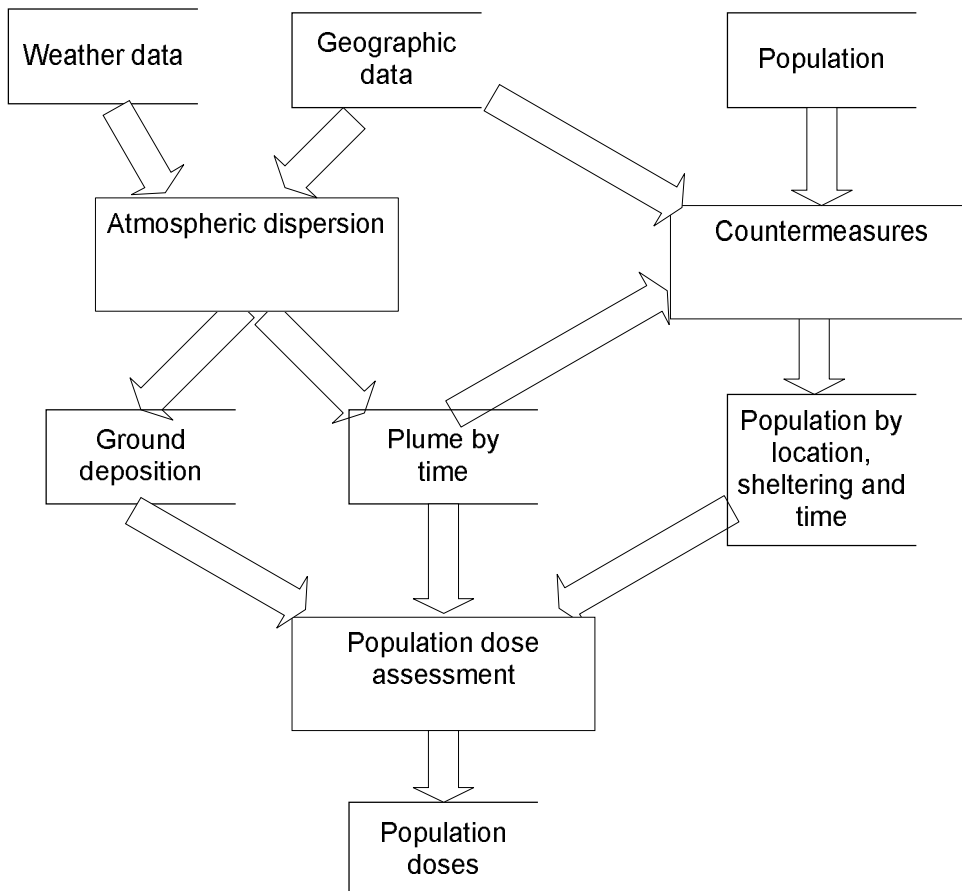 Weather data
Geographic
data
Population
Atmospheric dispersion
Countermeasures
Ground
deposition
Plume by
time
Population by
location,
sheltering and
time
Population dose
assessment
Population
doses